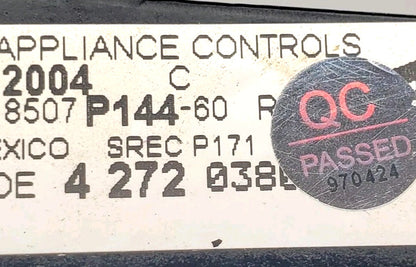 APPLIANCE CONTROLS
2004 C
8507 P144-60 R
EXICO SREC P171
DE 4 272 038
QC
PASSED
970424